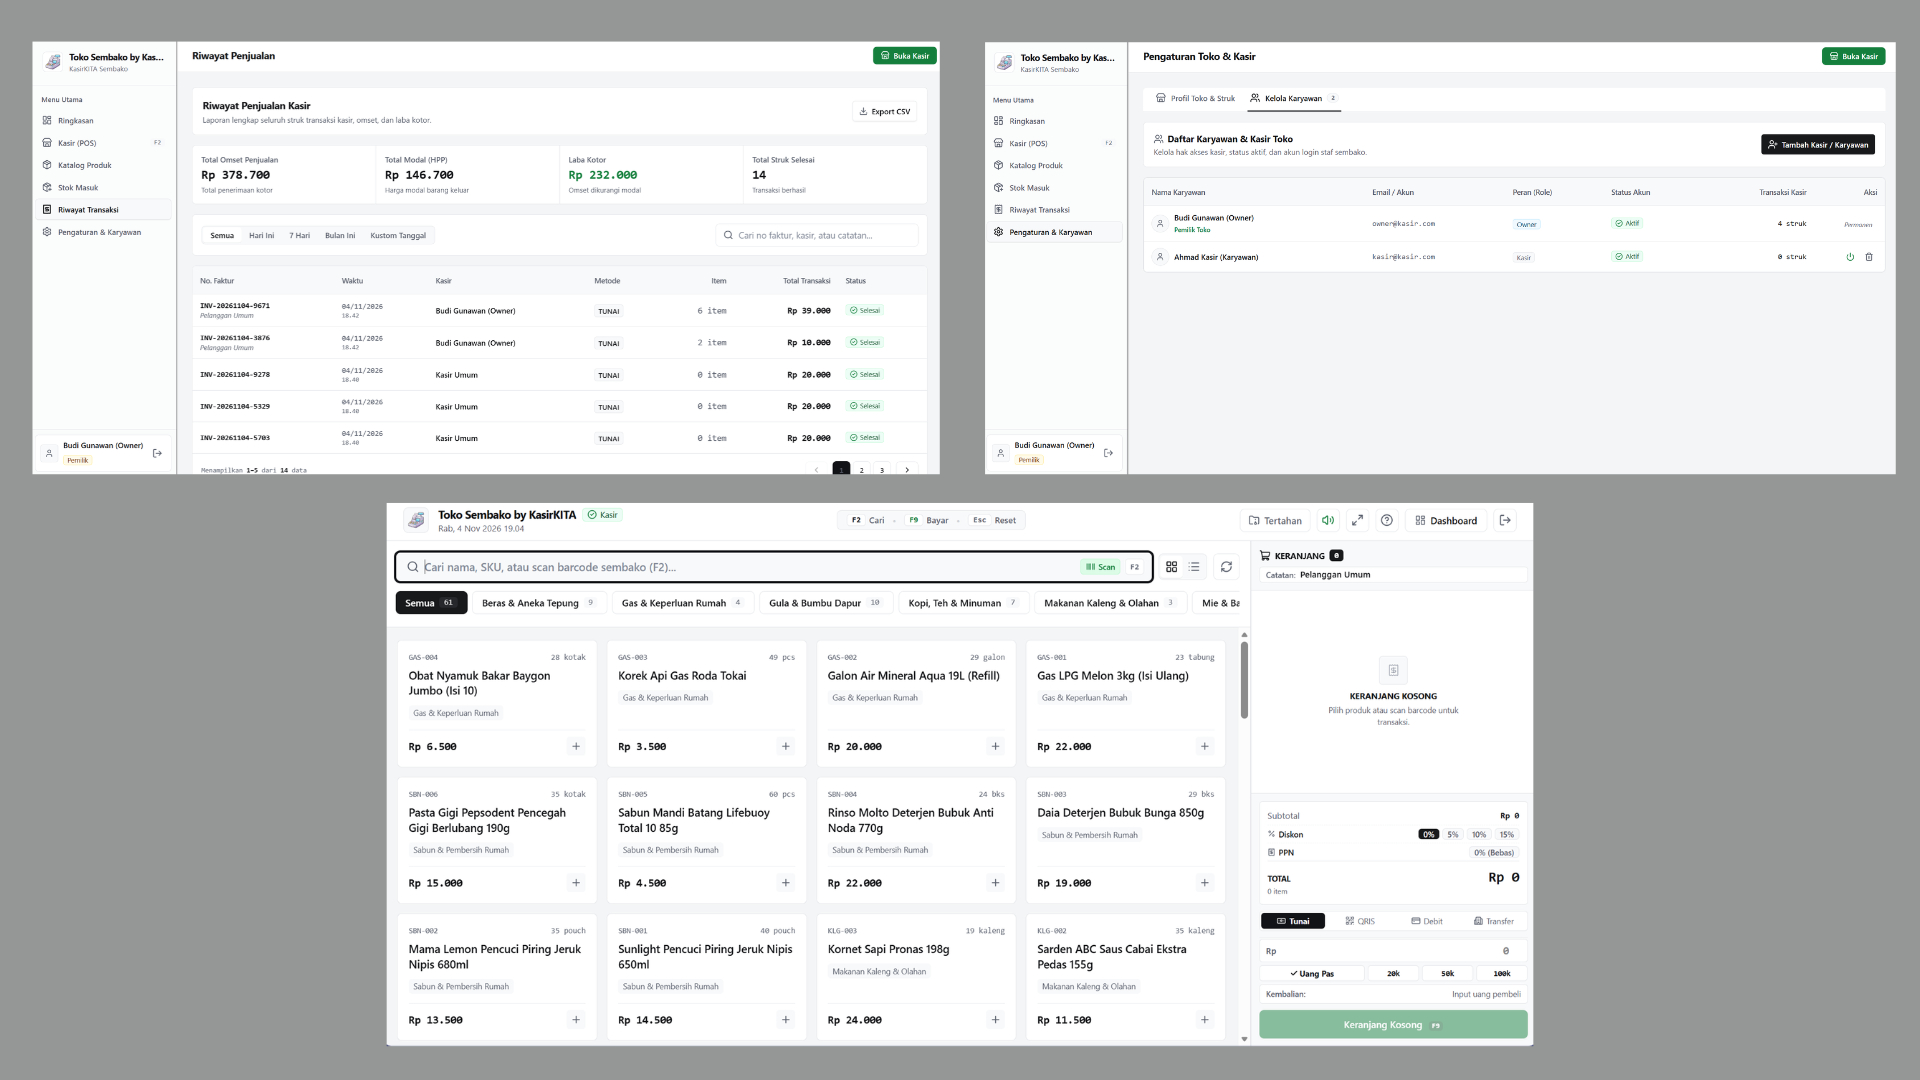 Toko Sembako by Kas...
KasirKITA Sembako
Menu Utama
Ringkasan
Kasir (POS) F2
Katalog Produk
Stok Masuk
Riwayat Transaksi
Pengaturan & Karyawan
Budi Gunawan (Owner)
Pemilik
Riwayat Penjualan
Buka Kasir
Riwayat Penjualan Kasir
Laporan lengkap seluruh struk transaksi kasir, omset, dan laba kotor.
Export CSV
Total Omset Penjualan
Rp 378.700
Total penerimaan kotor
Total Modal (HPP)
Rp 146.700
Harga modal barang keluar
Laba Kotor
Rp 232.000
Omset dikurangi modal
Total Struk Selesai
14
Transaksi berhasil
Semua Hari Ini 7 Hari Bulan Ini Kustom Tanggal
Cari no faktur, kasir, atau catatan...
No. Faktur Waktu Kasir Metode Item Total Transaksi Status
INV-20261104-9671 04/11/2026 Budi Gunawan (Owner) TUNAI 6 item Rp 39.000 Selesai
Pelanggan Umum 18.42
INV-20261104-3876 04/11/2026 Budi Gunawan (Owner) TUNAI 2 item Rp 10.000 Selesai
Pelanggan Umum 18.42
INV-20261104-9278 04/11/2026 Kasir Umum TUNAI 0 item Rp 20.000 Selesai
18.40
INV-20261104-5329 04/11/2026 Kasir Umum TUNAI 0 item Rp 20.000 Selesai
18.40
INV-20261104-5703 04/11/2026 Kasir Umum TUNAI 0 item Rp 20.000 Selesai
18.40
Menampilkan 1-5 dari 14 data
1 2 3
Toko Sembako by Kas...
KasirKITA Sembako
Menu Utama
Ringkasan
Kasir (POS) F2
Katalog Produk
Stok Masuk
Riwayat Transaksi
Pengaturan & Karyawan
Budi Gunawan (Owner)
Pemilik
Pengaturan Toko & Kasir
Buka Kasir
Profil Toko & Struk Kelola Karyawan 2
Daftar Karyawan & Kasir Toko
Kelola hak akses kasir, status aktif, dan akun login staf sembako.
Tambah Kasir / Karyawan
Nama Karyawan Email / Akun Peran (Role) Status Akun Transaksi Kasir Aksi
Budi Gunawan (Owner) owner@kasir.com Owner Aktif 4 struk Permanen
Pemilik Toko
Ahmad Kasir (Karyawan) kasir@kasir.com Kasir Aktif 0 struk
Toko Sembako by KasirKITA Kasir
Rab, 4 Nov 2026 19.04
F2 Cari - F9 Bayar - Esc Reset
Tertahan
Dashboard
Cari nama, SKU, atau scan barcode sembako (F2)...
Scan F2
Semua 61
Beras & Aneka Tepung 9
Gas & Keperluan Rumah 4
Gula & Bumbu Dapur 10
Kopi, Teh & Minuman 7
Makanan Kaleng & Olahan 3
Mie & Ba
GAS-004 28 kotak
Obat Nyamuk Bakar Baygon
Jumbo (Isi 10)
Gas & Keperluan Rumah
Rp 6.500 +
GAS-003 49 pcs
Korek Api Gas Roda Tokai
Gas & Keperluan Rumah
Rp 3.500 +
GAS-002 29 galon
Galon Air Mineral Aqua 19L (Refill)
Gas & Keperluan Rumah
Rp 20.000 +
GAS-001 23 tabung
Gas LPG Melon 3kg (Isi Ulang)
Gas & Keperluan Rumah
Rp 22.000 +
SBN-006 35 kotak
Pasta Gigi Pepsodent Pencegah
Gigi Berlubang 190g
Sabun & Pembersih Rumah
Rp 15.000 +
SBN-005 60 pcs
Sabun Mandi Batang Lifebuoy
Total 10 85g
Sabun & Pembersih Rumah
Rp 4.500 +
SBN-004 24 bks
Rinso Molto Deterjen Bubuk Anti
Noda 770g
Sabun & Pembersih Rumah
Rp 22.000 +
SBN-003 29 bks
Daia Deterjen Bubuk Bunga 850g
Sabun & Pembersih Rumah
Rp 19.000 +
SBN-002 35 pouch
Mama Lemon Pencuci Piring Jeruk
Nipis 680ml
Sabun & Pembersih Rumah
Rp 13.500 +
SBN-001 40 pouch
Sunlight Pencuci Piring Jeruk Nipis
650ml
Sabun & Pembersih Rumah
Rp 14.500 +
KLG-003 19 kaleng
Kornet Sapi Pronas 198g
Makanan Kaleng & Olahan
Rp 24.000 +
KLG-002 35 kaleng
Sarden ABC Saus Cabai Ekstra
Pedas 155g
Makanan Kaleng & Olahan
Rp 11.500 +
KERANJANG 0
Catatan: Pelanggan Umum
KERANJANG KOSONG
Pilih produk atau scan barcode untuk
transaksi.
Subtotal Rp 0
Diskon 0% 5% 10% 15%
PPN 0% (Bebas)
TOTAL Rp 0
0 item
Tunai QRIS Debit Transfer
Rp 0
Uang Pas 20k 50k 100k
Kembalian: Input uang pembeli
Keranjang Kosong F9